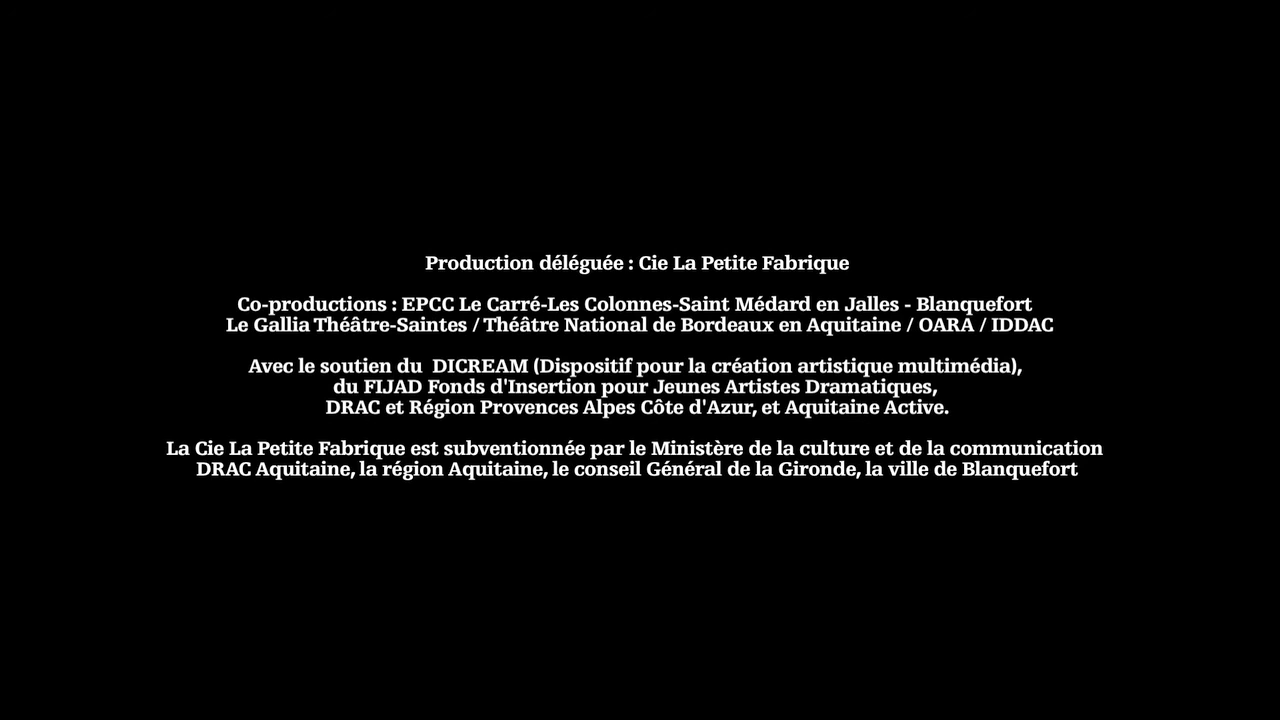 Production déléguée : Cie La Petite Fabrique
Co-productions : EPCC Le Carré-Les Colonnes-Saint Médard en Jalles - Blanquefort
Le Gallia Théâtre-Saintes / Théâtre National de Bordeaux en Aquitaine / OARA / IDDAC
Avec le soutien du  DICREAM (Dispositif pour la création artistique multimédia),
du FIJAD Fonds d'Insertion pour Jeunes Artistes Dramatiques,
DRAC et Région Provences Alpes Côte d'Azur, et Aquitaine Active.
La Cie La Petite Fabrique est subventionnée par le Ministère de la culture et de la communication
DRAC Aquitaine, la région Aquitaine, le conseil Général de la Gironde, la ville de Blanquefort